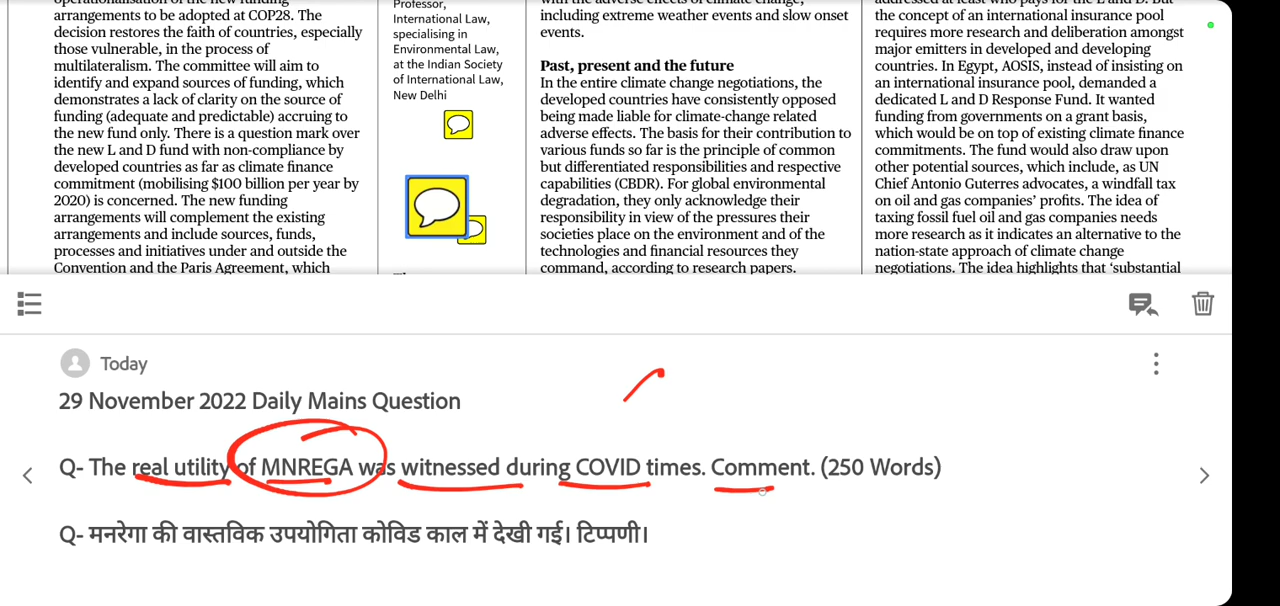 arrangements to be adopted at COP28. The
decision restores the faith of countries, especially
those vulnerable, in the process of
multilateralism. The committee will aim to
identify and expand sources of funding, which
demonstrates a lack of clarity on the source of
funding (adequate and predictable) accruing to
the new fund only. There is a question mark over
the new L and D fund with non-compliance by
developed countries as far as climate finance
commitment (mobilising $100 billion per year by
2020) is concerned. The new funding
arrangements will complement the existing
arrangements and include sources, funds,
processes and initiatives under and outside the
Convention and the Paris Agreement, which
Professor,
International Law,
specialising in
Environmental Law,
at the Indian Society
of International Law,
New Delhi
with the adverse effects of climate change,
including extreme weather events and slow onset
events.
Past, present and the future
In the entire climate change negotiations, the
developed countries have consistently opposed
being made liable for climate-change related
adverse effects. The basis for their contribution to
various funds so far is the principle of common
but differentiated responsibilities and respective
capabilities (CBDR). For global environmental
degradation, they only acknowledge their
responsibility in view of the pressures their
societies place on the environment and of the
technologies and financial resources they
command, according to research papers.
the concept of an international insurance pool
requires more research and deliberation amongst
major emitters in developed and developing
countries. In Egypt, AOSIS, instead of insisting on
an international insurance pool, demanded a
dedicated L and D Response Fund. It wanted
funding from governments on a grant basis,
which would be on top of existing climate finance
commitments. The fund would also draw upon
other potential sources, which include, as UN
Chief Antonio Guterres advocates, a windfall tax
on oil and gas companies' profits. The idea of
taxing fossil fuel oil and gas companies needs
more research as it indicates an alternative to the
nation-state approach of climate change
negotiations. The idea highlights that ‘substantial
Today
29 November 2022 Daily Mains Question
Q- The real utility of MNREGA was witnessed during COVID times. Comment. (250 Words)
Q- मनरेगा की वास्तविक उपयोगिता कोविड काल में देखी गई। टिप्पणी।